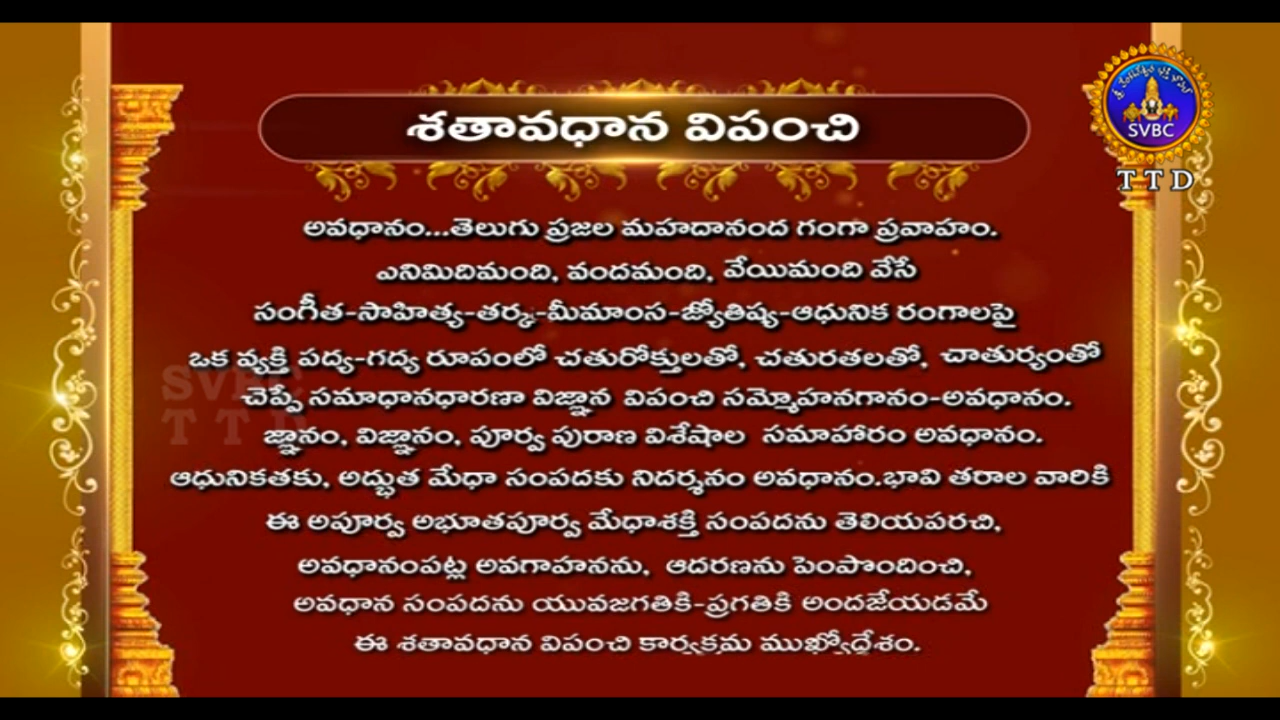 శతావధాన విపంచి
SVBC
T T D
అవధానం...తెలుగు ప్రజల మహదానంద గంగా ప్రవాహం.
ఎనిమిదిమంది, వందమంది, వేయిమంది వేసే
సంగీత-సాహిత్య-తర్క-మీమాంస-జ్యోతిష్య-ఆధునిక రంగాలపై
ఒక వ్యక్తి పద్య-గద్య రూపంలో చతురోక్తులతో, చతురతలతో, చాతుర్యంతో
చెప్పే సమాధానధారణా విజ్ఞాన విపంచి సమ్మోహనగానం-అవధానం.
జ్ఞానం, విజ్ఞానం, పూర్వ పురాణ విశేషాల సమాహారం అవధానం.
ఆధునికతకు, అద్భుత మేధా సంపదకు నిదర్శనం అవధానం.భావి తరాల వారికి
ఈ అపూర్వ అభూతపూర్వ మేధాశక్తి సంపదను తెలియపరచి,
అవధానంపట్ల అవగాహనను, ఆదరణను పెంపొందించి,
అవధాన సంపదను యువజగతికి-ప్రగతికి అందజేయడమే
ఈ శతావధాన విపంచి కార్యక్రమ ముఖ్యోద్దేశం.
SVBC
T T D